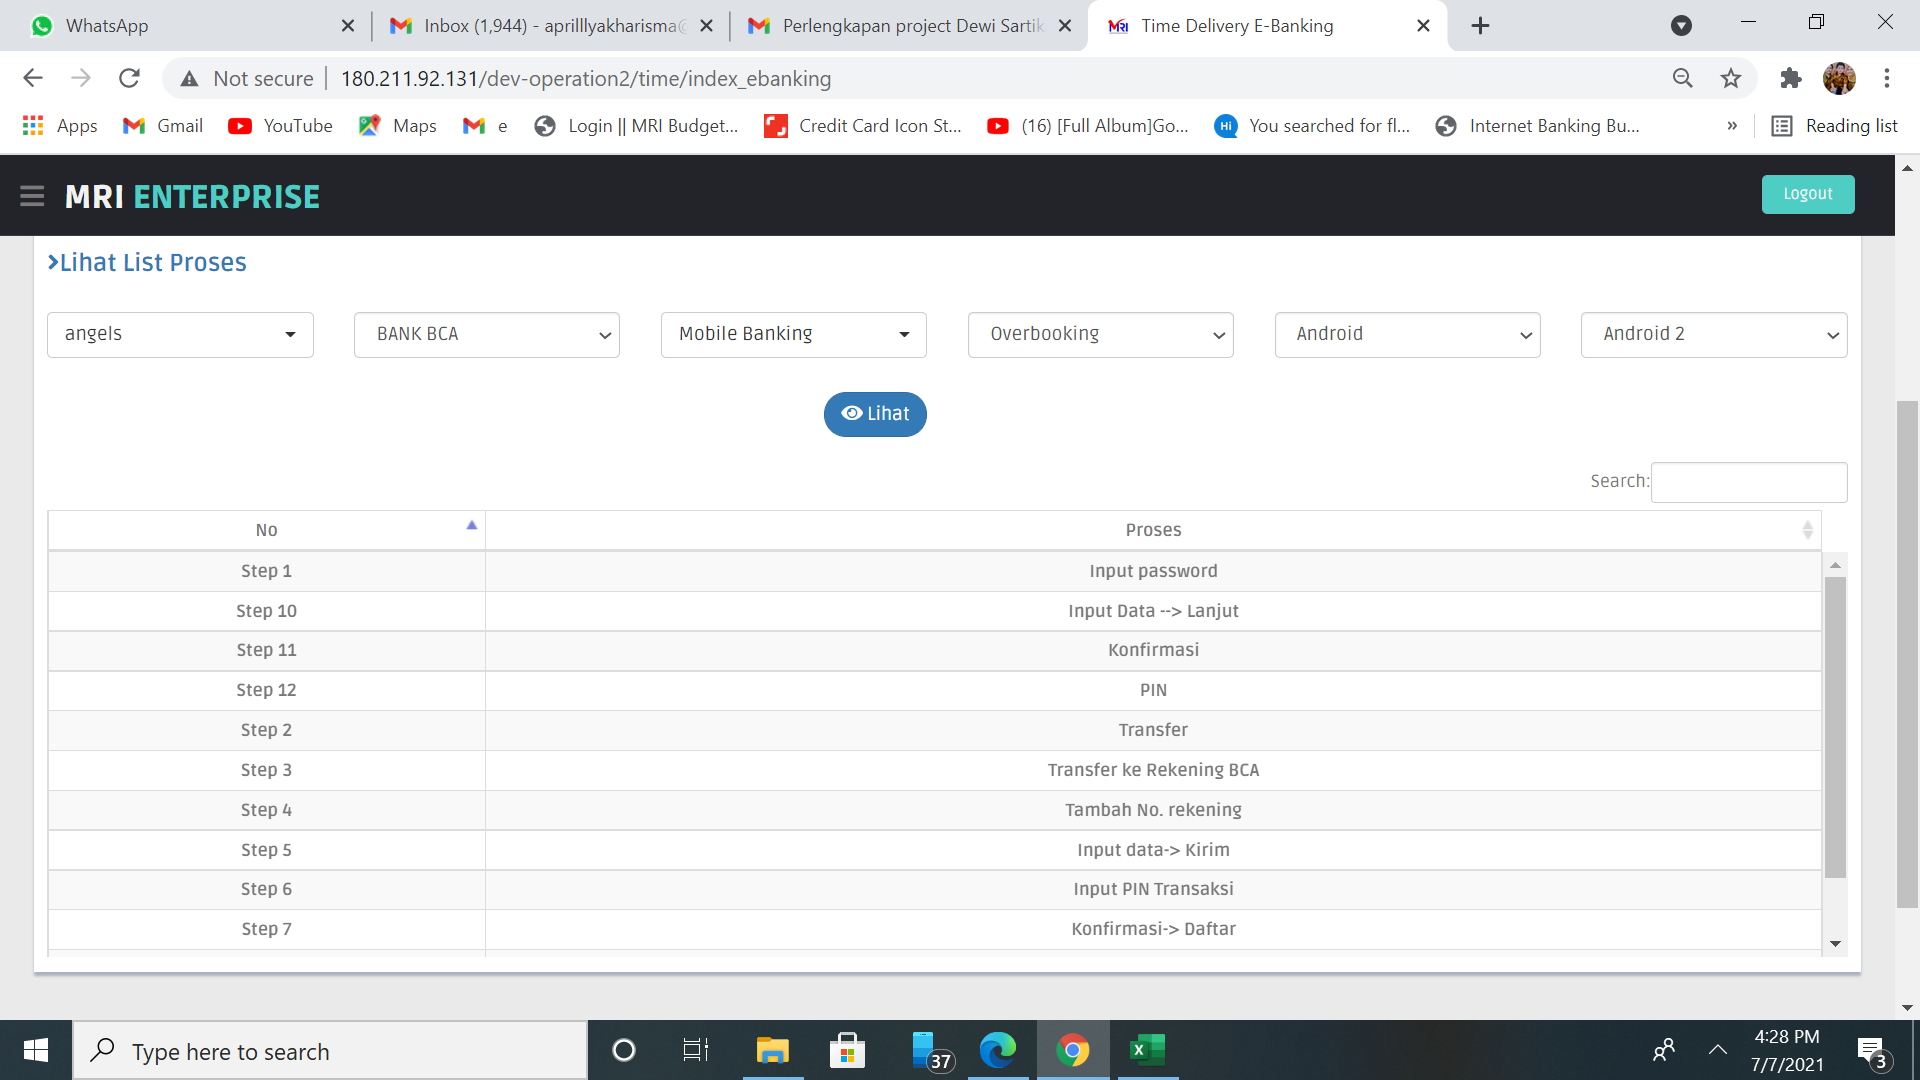 WhatsApp
Inbox (1,944) - aprilllyakharisma@
Perlengkapan project Dewi Sartik
MRI Time Delivery E-Banking
Not secure 180.211.92.131/dev-operation2/time/index_ebanking
Apps Gmail YouTube Maps e Login || MRI Budget... Credit Card Icon St... (16) [Full Album]Go... Hi You searched for fl... Internet Banking Bu... » Reading list
MRI ENTERPRISE
Logout
Lihat List Proses
angels BANK BCA Mobile Banking Overbooking Android Android 2
Lihat
Search:
No Proses
Step 1 Input password
Step 10 Input Data --> Lanjut
Step 11 Konfirmasi
Step 12 PIN
Step 2 Transfer
Step 3 Transfer ke Rekening BCA
Step 4 Tambah No. rekening
Step 5 Input data-> Kirim
Step 6 Input PIN Transaksi
Step 7 Konfirmasi-> Daftar
Type here to search
37
4:28 PM
7/7/2021
3